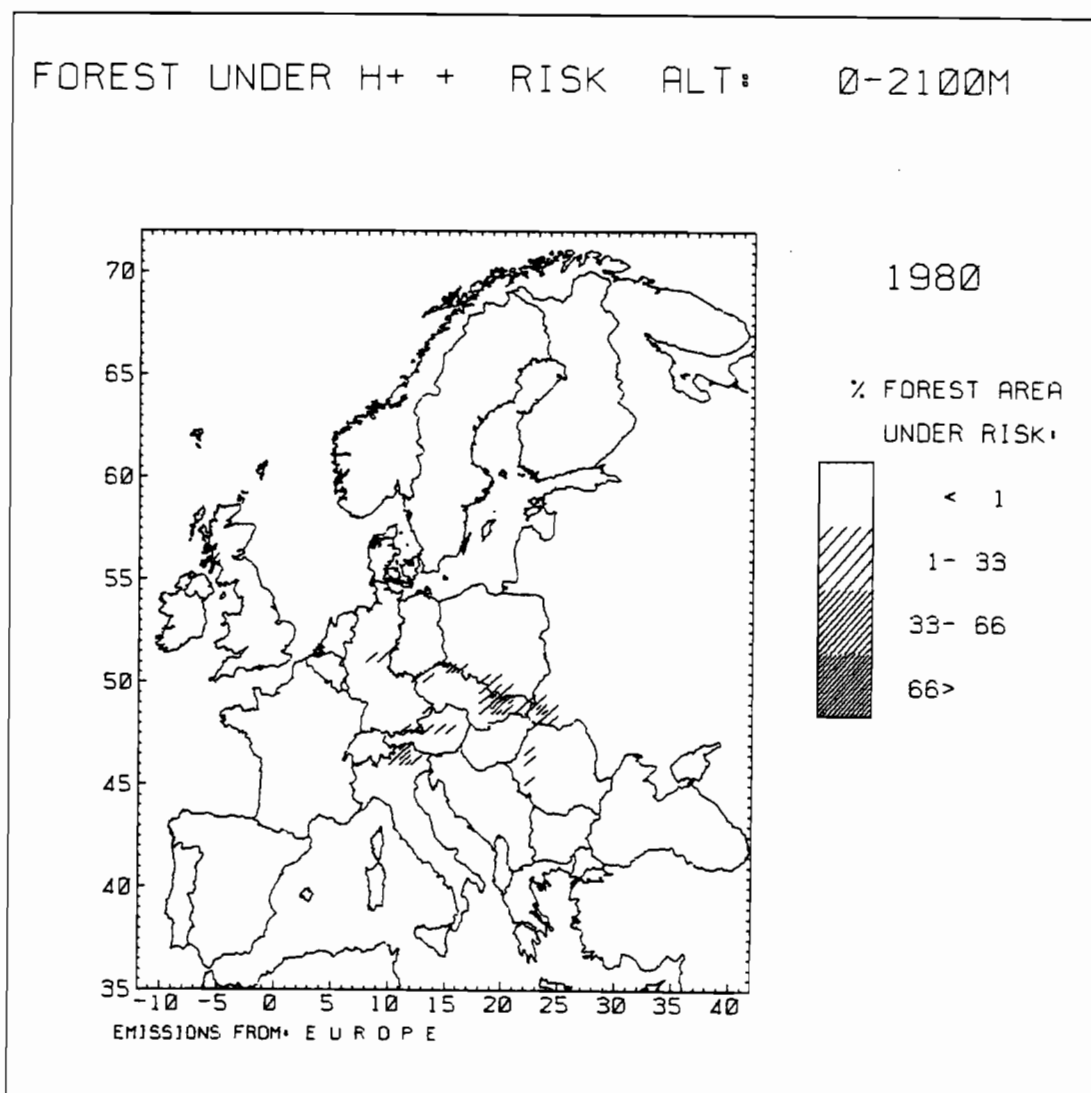 FOREST UNDER H+ + RISK ALT: 0-2100M
1980
% FOREST AREA
UNDER RISK:
< 1
1- 33
33- 66
66>
70
65
60
55
50
45
40
35
-10 -5 0 5 10 15 20 25 30 35 40
EMISSIONS FROM: E U R O P E